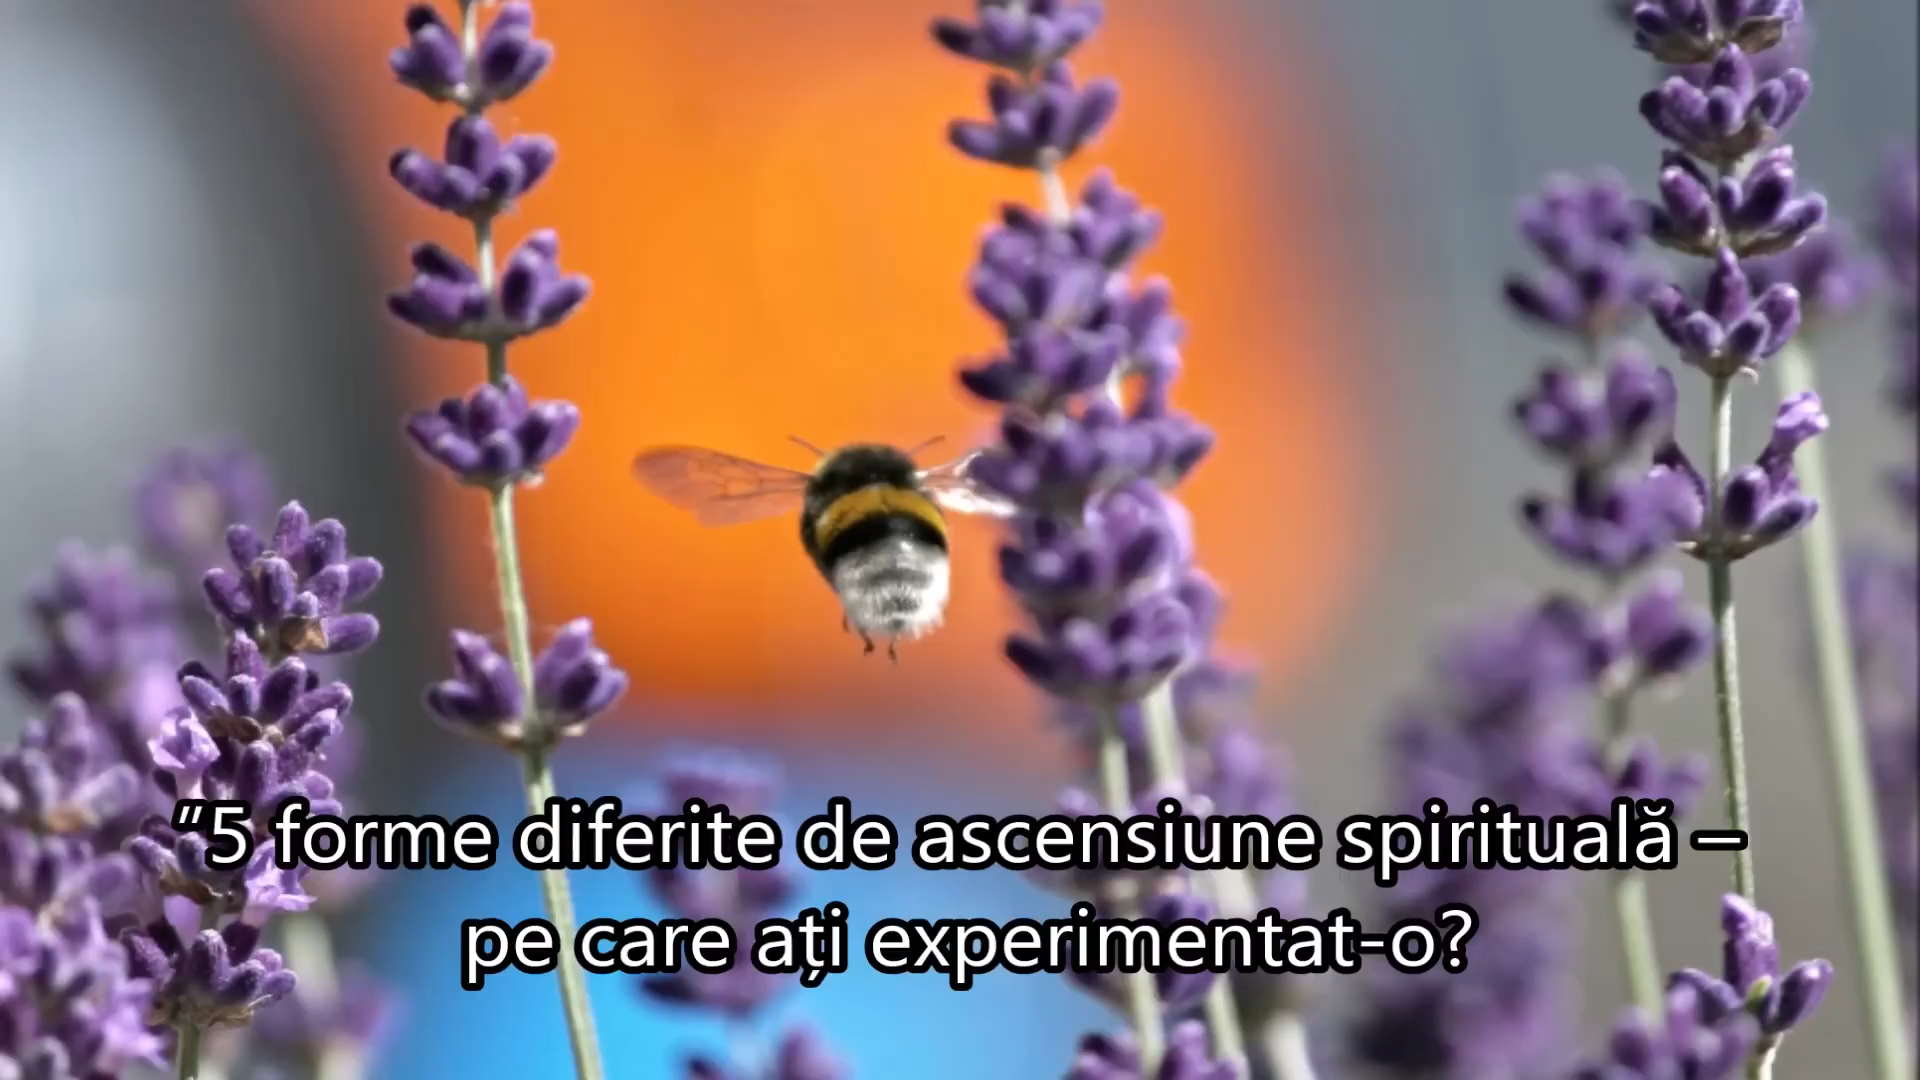 ”5 forme diferite de ascensiune spirituală –
pe care ați experimentat-o?